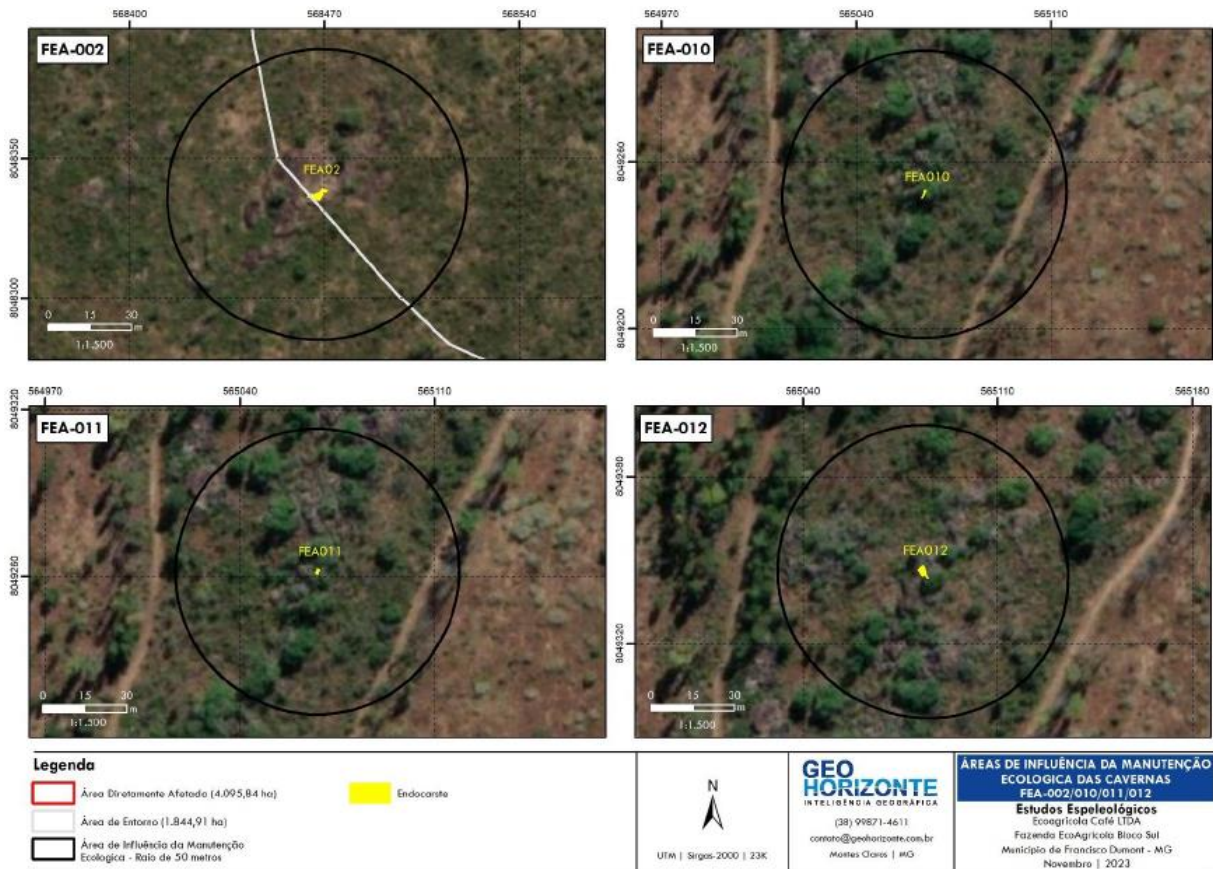 568400 568470 568540
FEA-002
8048350
8048300
FEA02
0 15 30
m
1:1.500
564970 565040 565110
FEA-010
8049260
8049200
FEA010
0 15 30
m
1:1.500
564970 565040 565110
FEA-011
8049320
8049260
FEA011
0 15 30
m
1:1.500
565040 565110 565180
FEA-012
8049380
8049320
FEA012
0 15 30
m
1:1.500
Legenda
Área Diretamente Afetada (4.095,84 ha)
Área de Entorno (1.844,91 ha)
Área de Influência da Manutenção
Ecologica - Raio de 50 metros
Endocarste
N
UTM | Sirgas-2000 | 23K
GEO
HORIZONTE
INTELIGÊNCIA GEOGRÁFICA
(38) 99871-4611
contato@geohorizonte.com.br
Montes Claros | MG
ÁREAS DE INFLUÊNCIA DA MANUTENÇÃO
ECOLOGICA DAS CAVERNAS
FEA-002/010/011/012
Estudos Espeleológicos
Ecoagrícola Café LTDA
Fazenda EcoAgrícola Bloco Sul
Município de Francisco Dumont - MG
Novembro | 2023